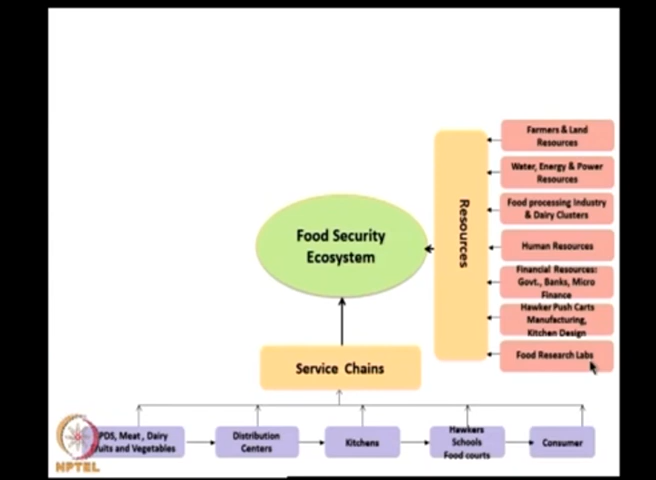 Farmers & Land
Resources
Water, Energy & Power
Resources
Food processing Industry
& Dairy Clusters
Human Resources
Financial Resources:
Govt., Banks, Micro
Finance
Hawker Push Carts
Manufacturing,
Kitchen Design
Food Research Labs
Resources
Food Security
Ecosystem
Service Chains
PDS, Meat , Dairy
ruits and Vegetables
Distribution
Centers
Kitchens
Hawkers
Schools
Food courts
Consumer
NPTEL